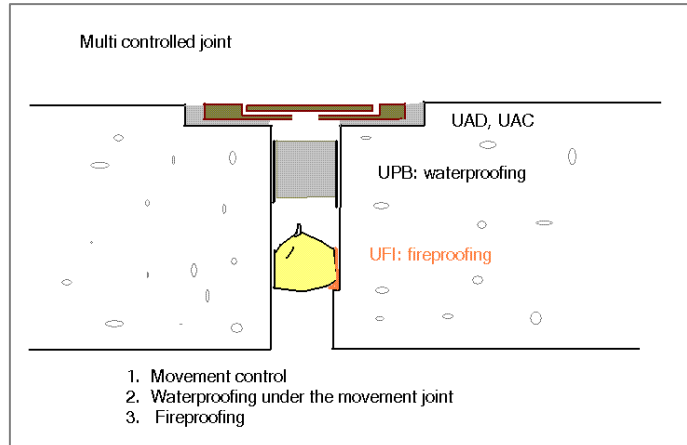 Multi controlled joint
UAD, UAC
UPB: waterproofing
UFI: fireproofing
1. Movement control
2. Waterproofing under the movement joint
3. Fireproofing